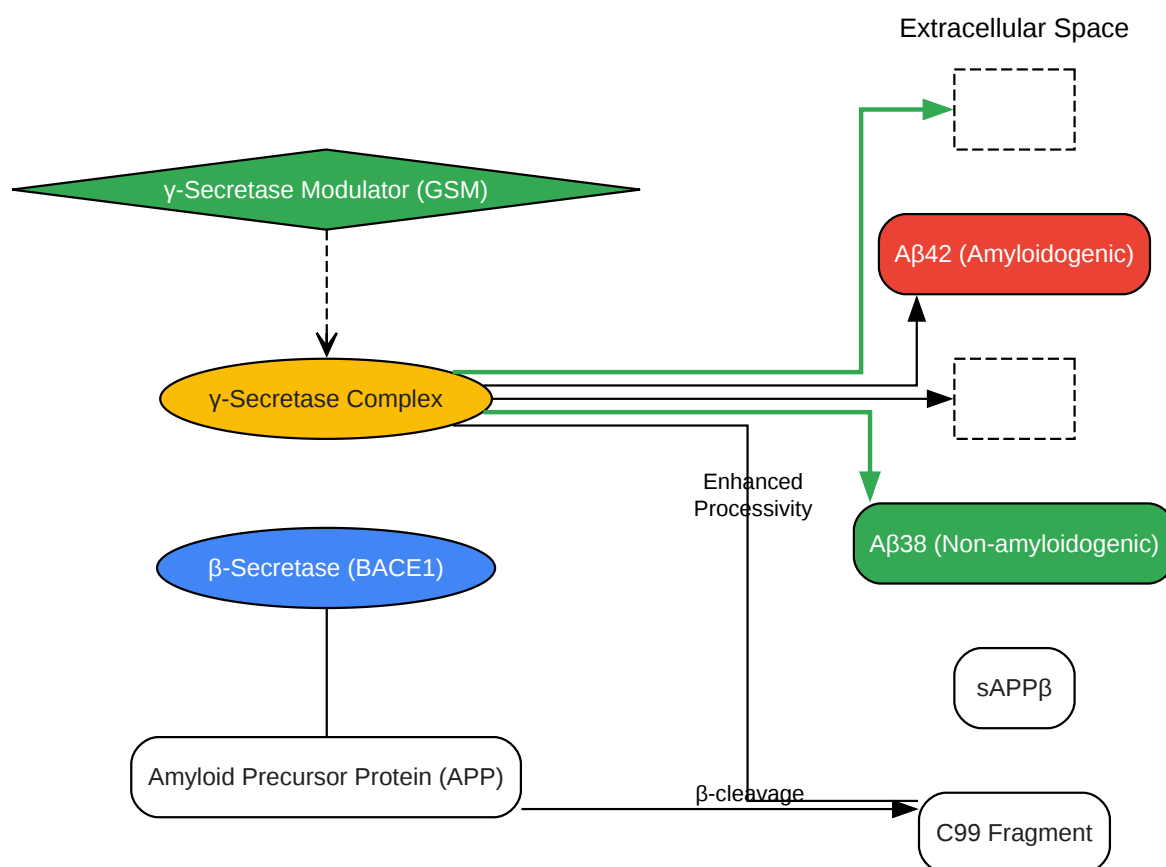 Extracellular Space
γ-Secretase Modulator (GSM)
Aβ42 (Amyloidogenic)
γ-Secretase Complex
Enhanced
Processivity
Aβ38 (Non-amyloidogenic)
β-Secretase (BACE1)
sAPPβ
Amyloid Precursor Protein (APP)
β-cleavage
C99 Fragment